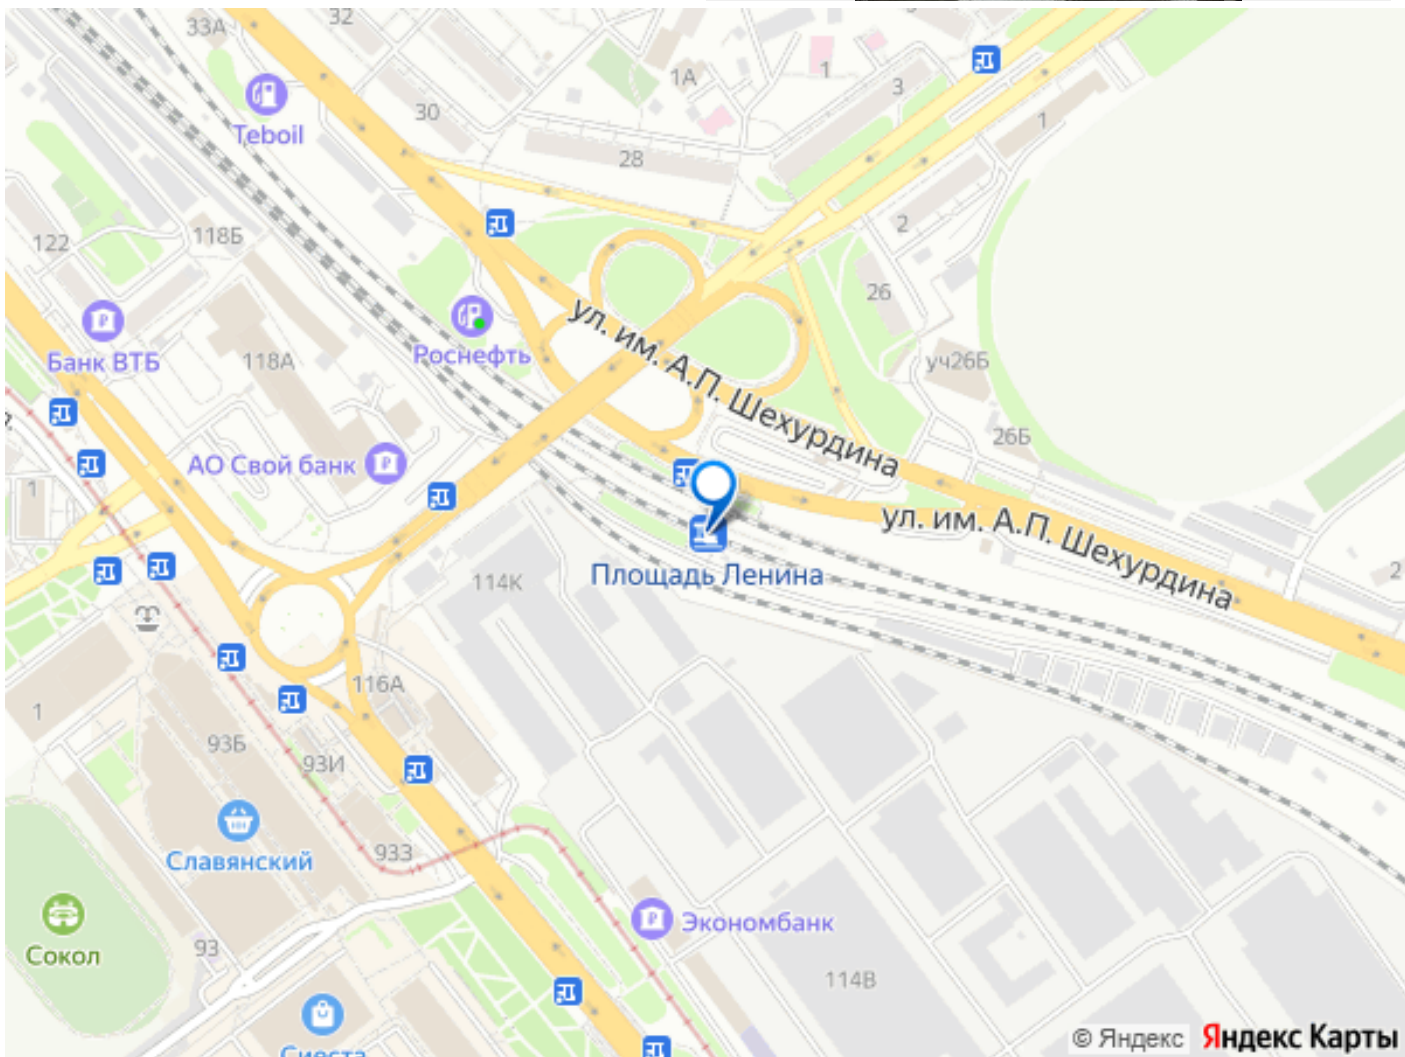 33А
32
1А
1
3
Teboil
30
1
28
122
118Б
2
26
Банк ВТБ
118А
Роснефть
ул. им. А.П. Шехурдина
уч26Б
26Б
АО Свой банк
1
ул. им. А.П. Шехурдина
114К
Площадь Ленина
2
116А
1
93Б
93И
Славянский
933
Экономбанк
Сокол
93
114В
Сиеста
© Яндекс
Яндекс Карты